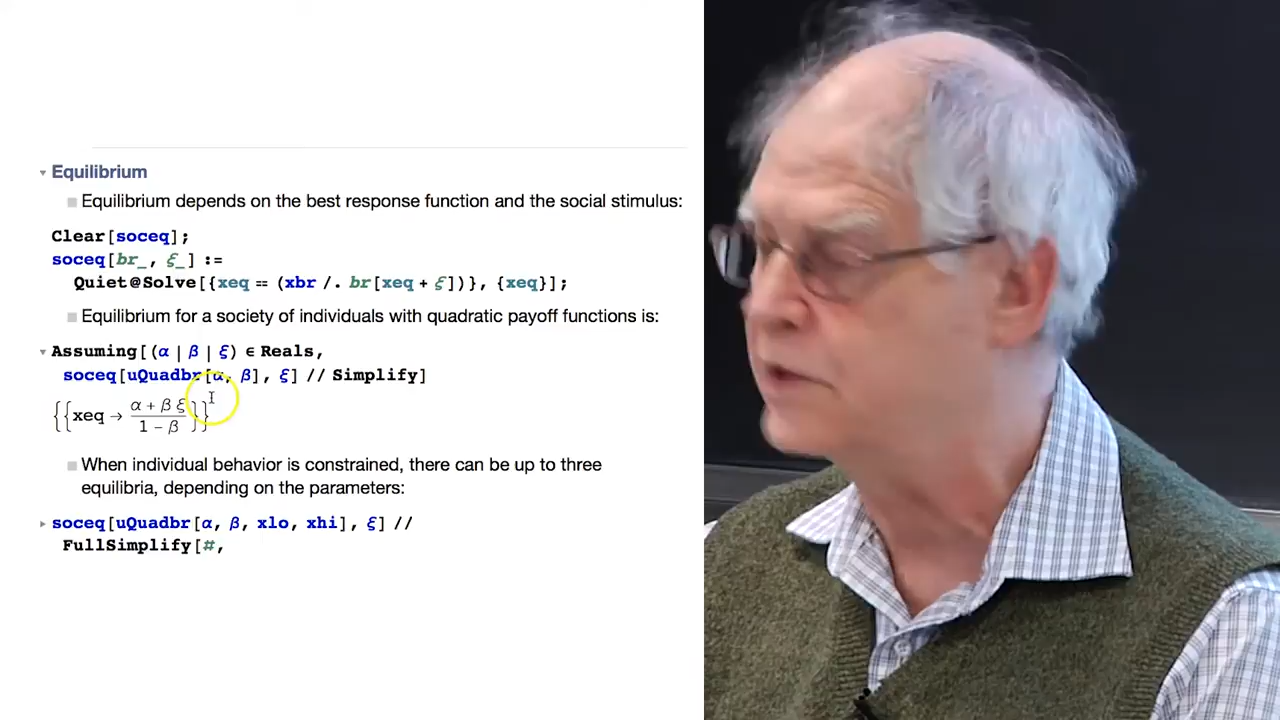 Equilibrium
Equilibrium depends on the best response function and the social stimulus:
Clear[soceq];
soceq[br_, ξ_] :=
Quiet@Solve[{xeq == (xbr /. br[xeq + ξ])}, {xeq}];
Equilibrium for a society of individuals with quadratic payoff functions is:
Assuming[(α | β | ξ) ∈ Reals,
soceq[uQuadbr[α, β], ξ] // Simplify]
{{xeq → (α + β ξ)/(1 − β)}}
When individual behavior is constrained, there can be up to three
equilibria, depending on the parameters:
soceq[uQuadbr[α, β, xlo, xhi], ξ] //
FullSimplify[#,